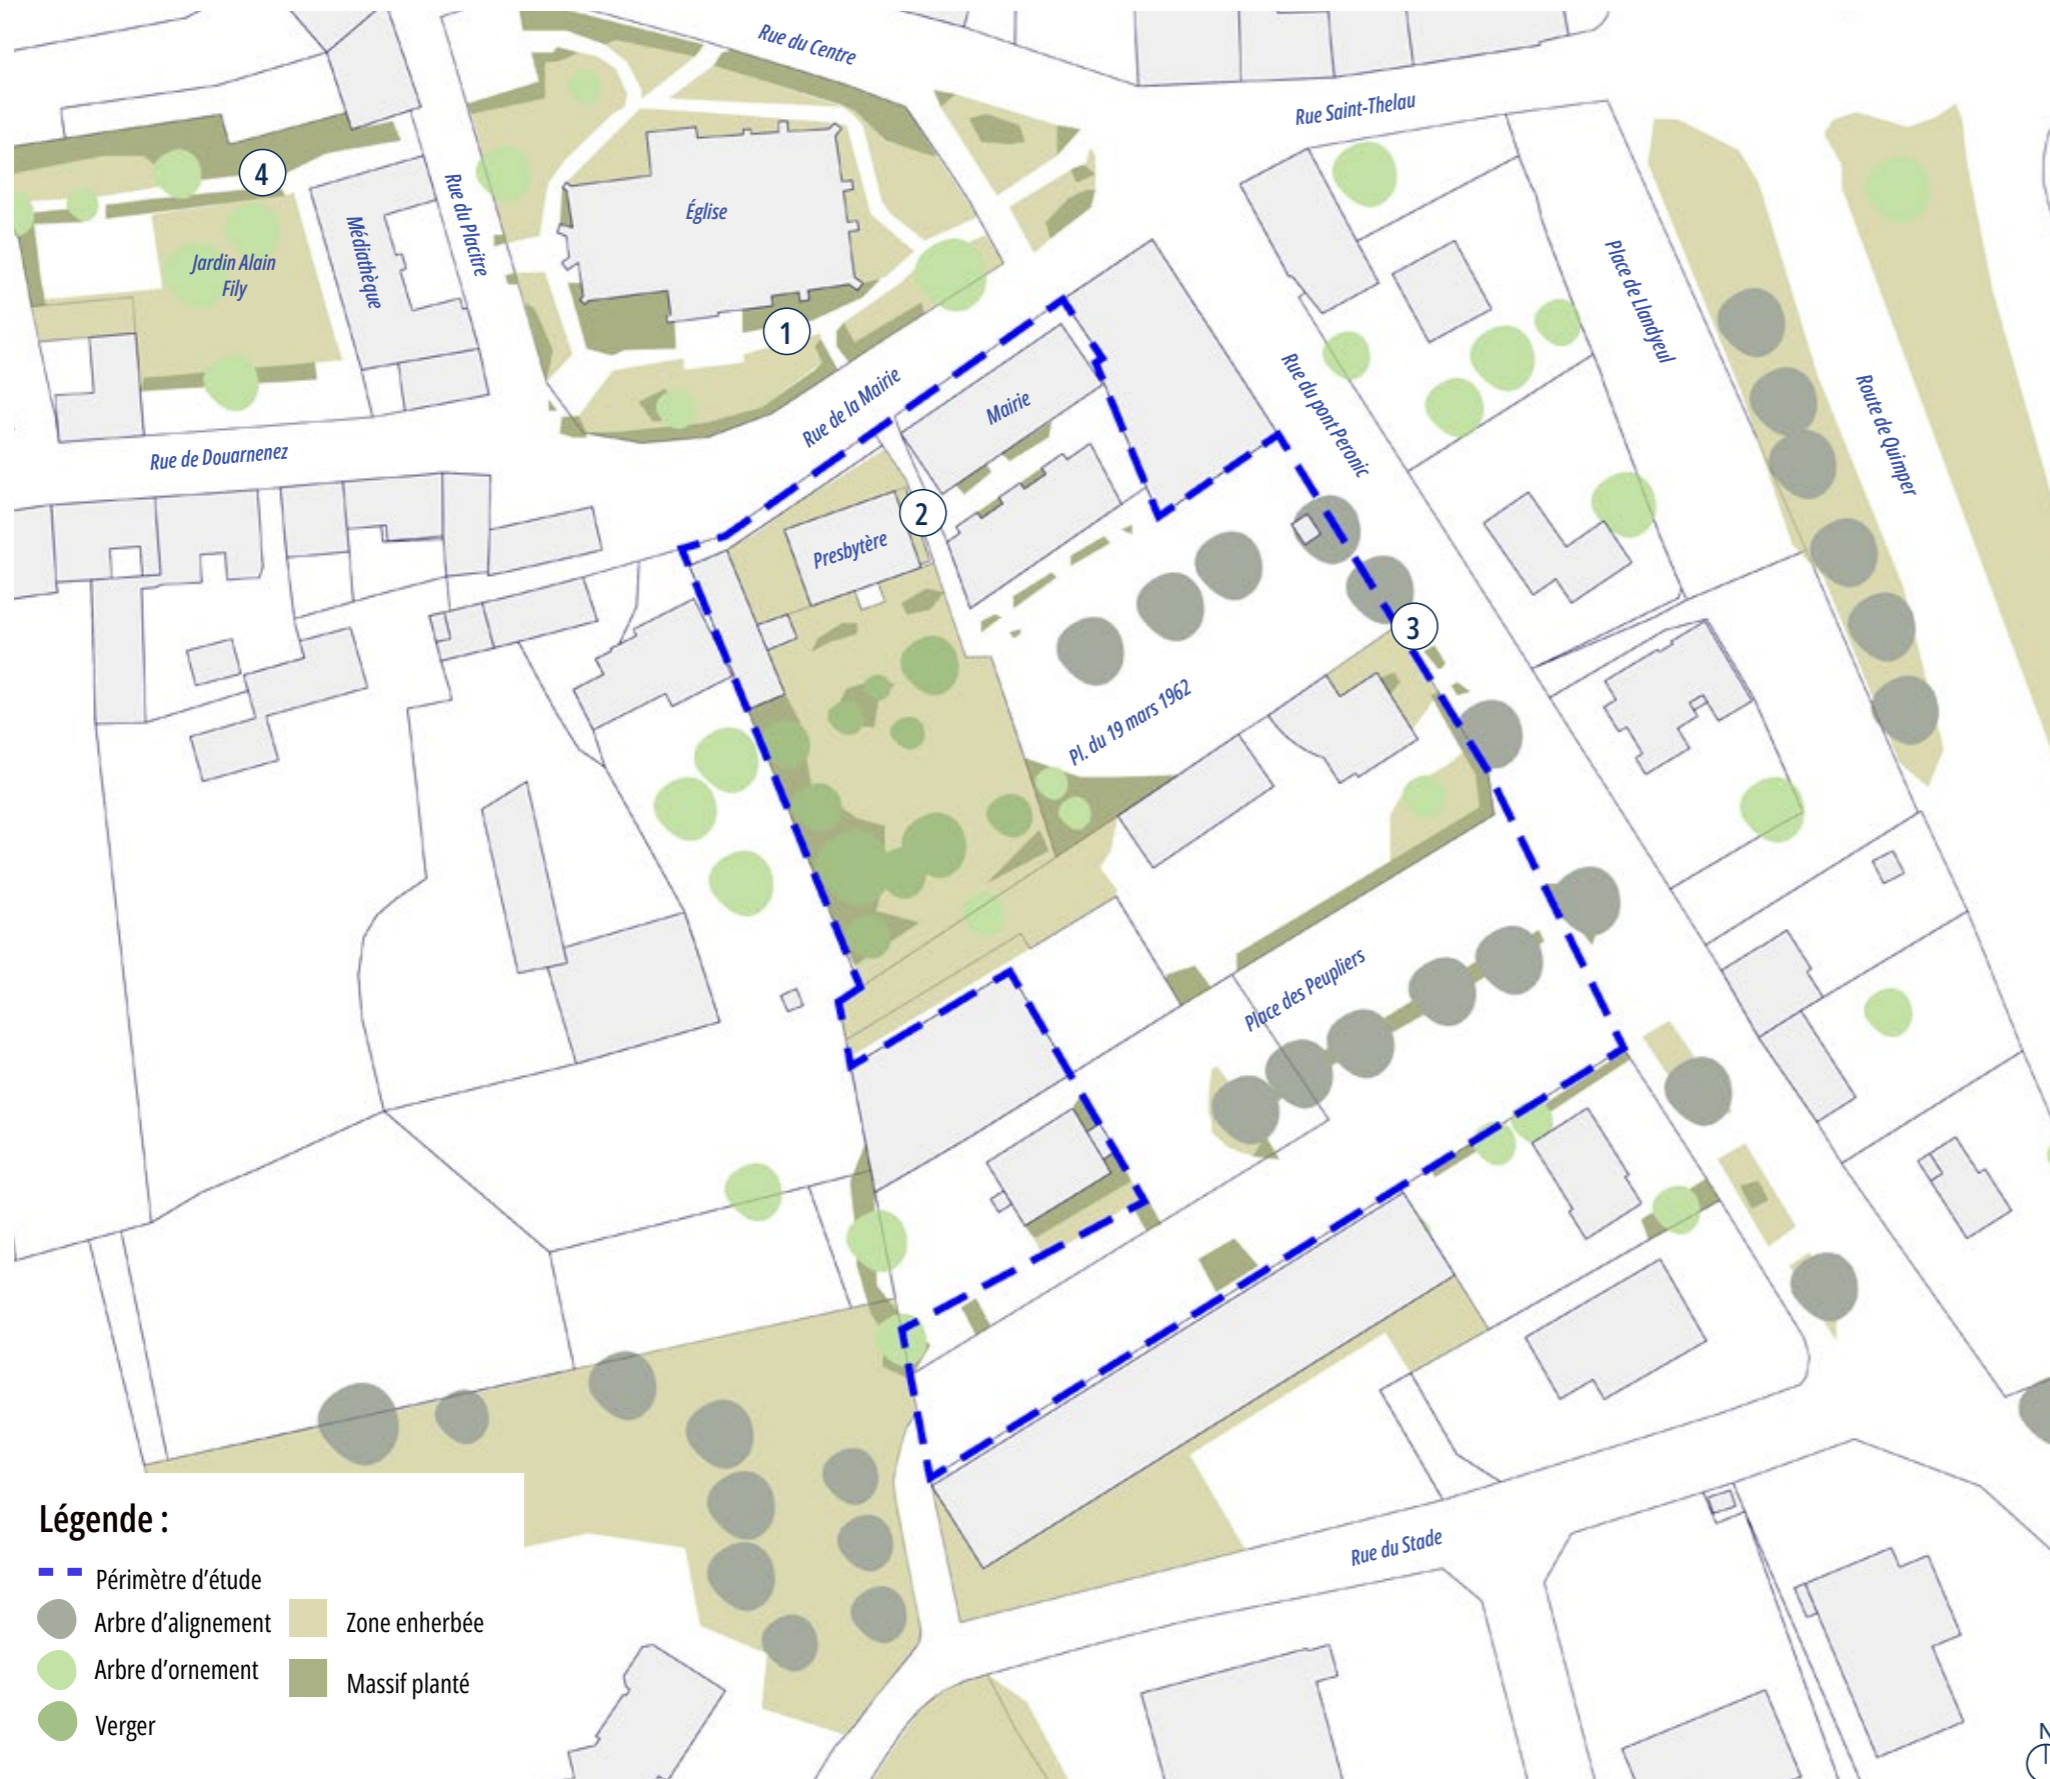 Rue du Centre
Rue Saint-Thelau
4
Rue du Placitre
Médiathèque
Église
Jardin Alain
Fily
Place de Llandyeul
1
Rue du pont Peronic
Route de Quimper
Rue de la Mairie
Mairie
Rue de Douarnenez
2
Presbytère
3
Pl. du 19 mars 1962
Place des Peupliers
Rue du Stade
Légende :
Périmètre d'étude
Arbre d'alignement
Zone enherbée
Arbre d'ornement
Massif planté
Verger
N